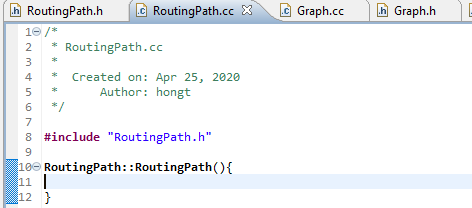 RoutingPath.h RoutingPath.cc Graph.cc Graph.h
1 /*
2 * RoutingPath.cc
3 *
4 * Created on: Apr 25, 2020
5 * Author: hongt
6 */
7
8 #include "RoutingPath.h"
9
10 RoutingPath::RoutingPath(){
11
12 }